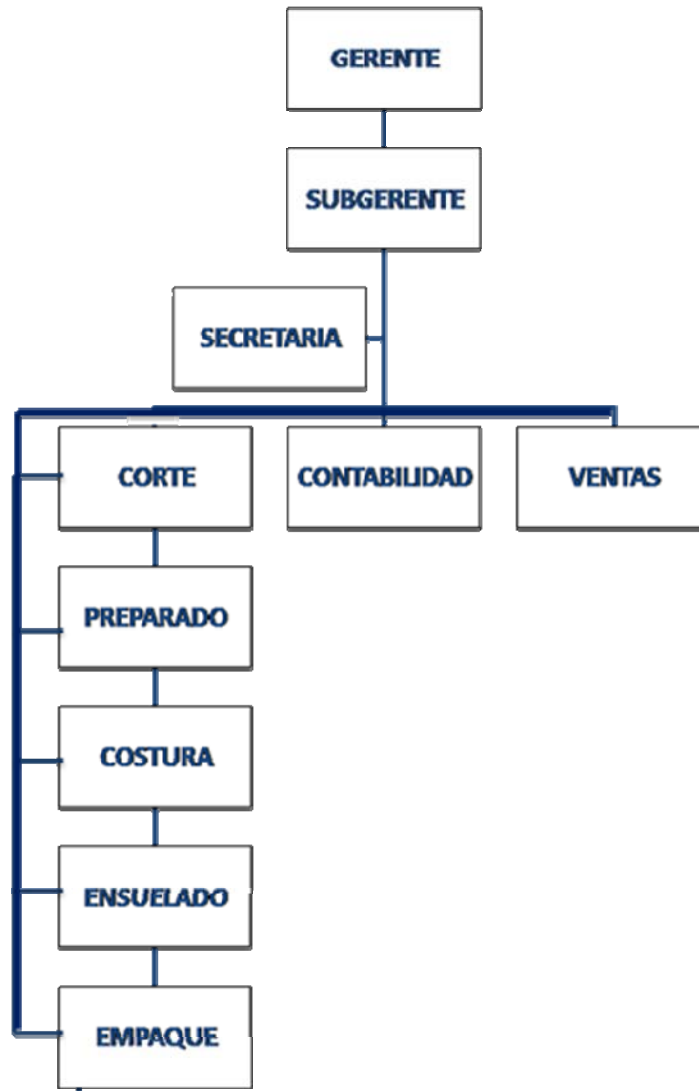 GERENTE
SUBGERENTE
SECRETARIA
CORTE
CONTABILIDAD
VENTAS
PREPARADO
COSTURA
ENSUELADO
EMPAQUE